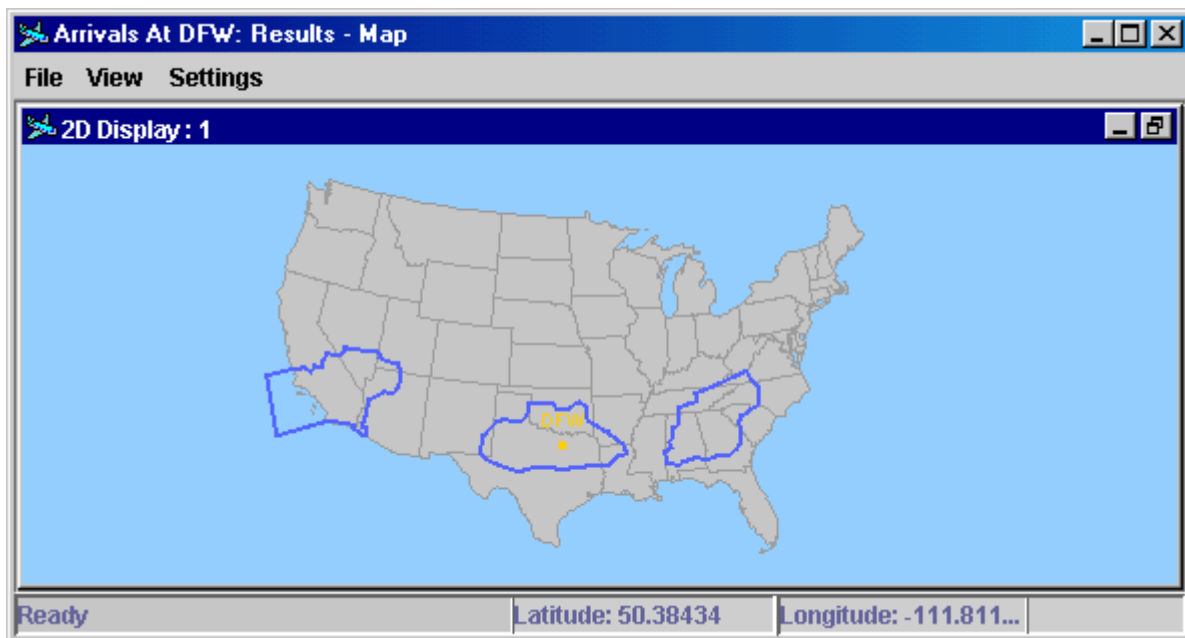 Arrivals At DFW: Results - Map
File View Settings
2D Display : 1
DFW
Ready Latitude: 50.38434 Longitude: -111.811...